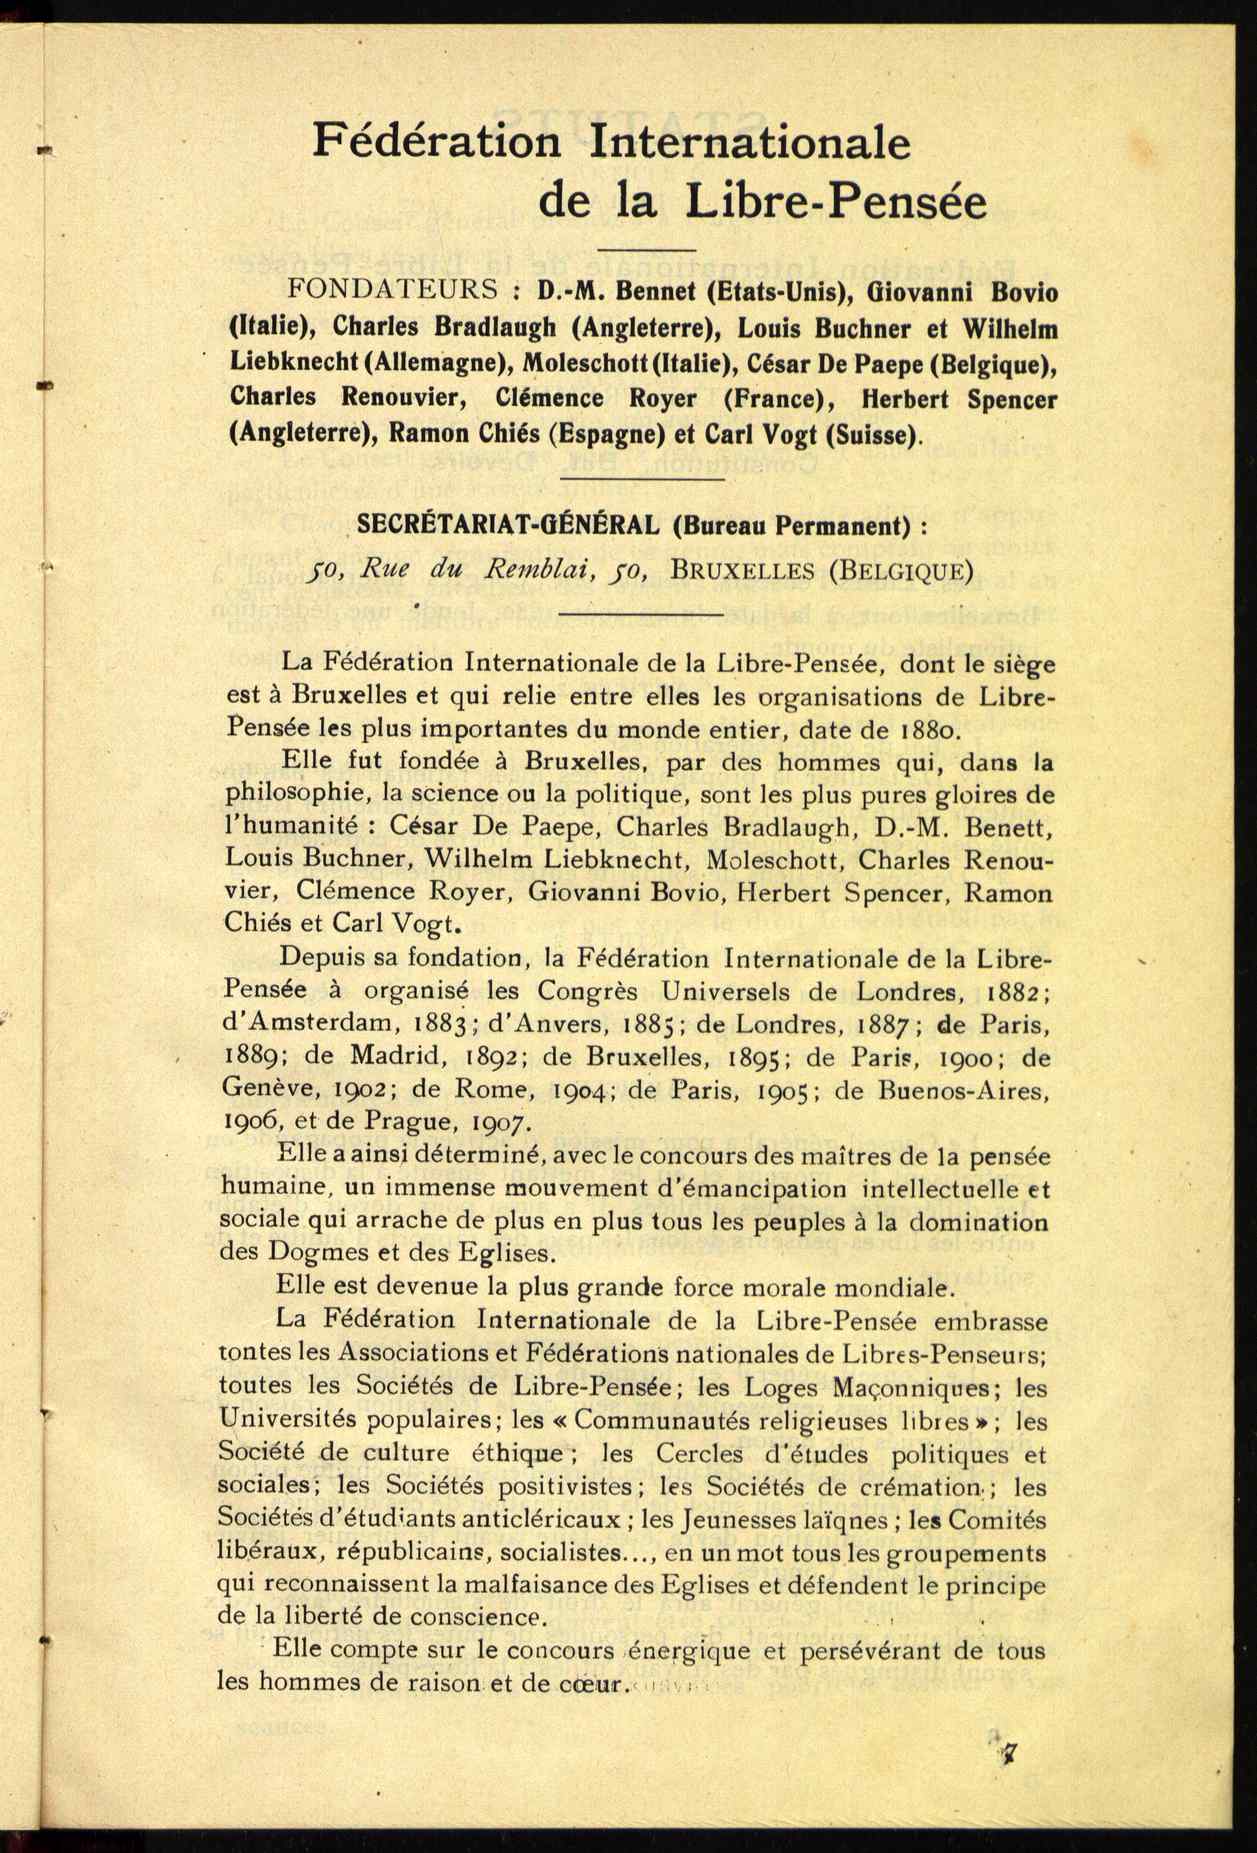 Fédération Internationale
de la Libre-Pensée
FONDATEURS : D.-M. Bennet (Etats-Unis), Giovanni Bovio
(Italie), Charles Bradlaugh (Angleterre), Louis Buchner et Wilhelm
Liebknecht (Allemagne), Moleschott (Italie), César De Paepe (Belgique),
Charles Renouvier, Clémence Royer (France), Herbert Spencer
(Angleterre), Ramon Chiés (Espagne) et Carl Vogt (Suisse).
SECRÉTARIAT-GÉNÉRAL (Bureau Permanent) :
50, Rue du Remblai, 50, BRUXELLES (BELGIQUE)
La Fédération Internationale de la Libre-Pensée, dont le siège
est à Bruxelles et qui relie entre elles les organisations de Libre-
Pensée les plus importantes du monde entier, date de 1880.
Elle fut fondée à Bruxelles, par des hommes qui, dans la
philosophie, la science ou la politique, sont les plus pures gloires de
l'humanité : César De Paepe, Charles Bradlaugh, D.-M. Benett,
Louis Buchner, Wilhelm Liebknecht, Moleschott, Charles Renou-
vier, Clémence Royer, Giovanni Bovio, Herbert Spencer, Ramon
Chiés et Carl Vogt.
Depuis sa fondation, la Fédération Internationale de la Libre-
Pensée à organisé les Congrès Universels de Londres, 1882;
d'Amsterdam, 1883; d'Anvers, 1885; de Londres, 1887; de Paris,
1889; de Madrid, 1892; de Bruxelles, 1895; de Paris, 1900; de
Genève, 1902; de Rome, 1904; de Paris, 1905; de Buenos-Aires,
1906, et de Prague, 1907.
Elle a ainsi déterminé, avec le concours des maîtres de la pensée
humaine, un immense mouvement d'émancipation intellectuelle et
sociale qui arrache de plus en plus tous les peuples à la domination
des Dogmes et des Eglises.
Elle est devenue la plus grande force morale mondiale.
La Fédération Internationale de la Libre-Pensée embrasse
tontes les Associations et Fédérations nationales de Libres-Penseurs;
toutes les Sociétés de Libre-Pensée; les Loges Maçonniques; les
Universités populaires; les « Communautés religieuses libres »; les
Société de culture éthique; les Cercles d'études politiques et
sociales; les Sociétés positivistes; les Sociétés de crémation; les
Sociétés d'étudiants anticléricaux; les Jeunesses laïqnes; les Comités
libéraux, républicains, socialistes..., en un mot tous les groupements
qui reconnaissent la malfaisance des Eglises et défendent le principe
de la liberté de conscience.
Elle compte sur le concours énergique et persévérant de tous
les hommes de raison et de cœur.
7